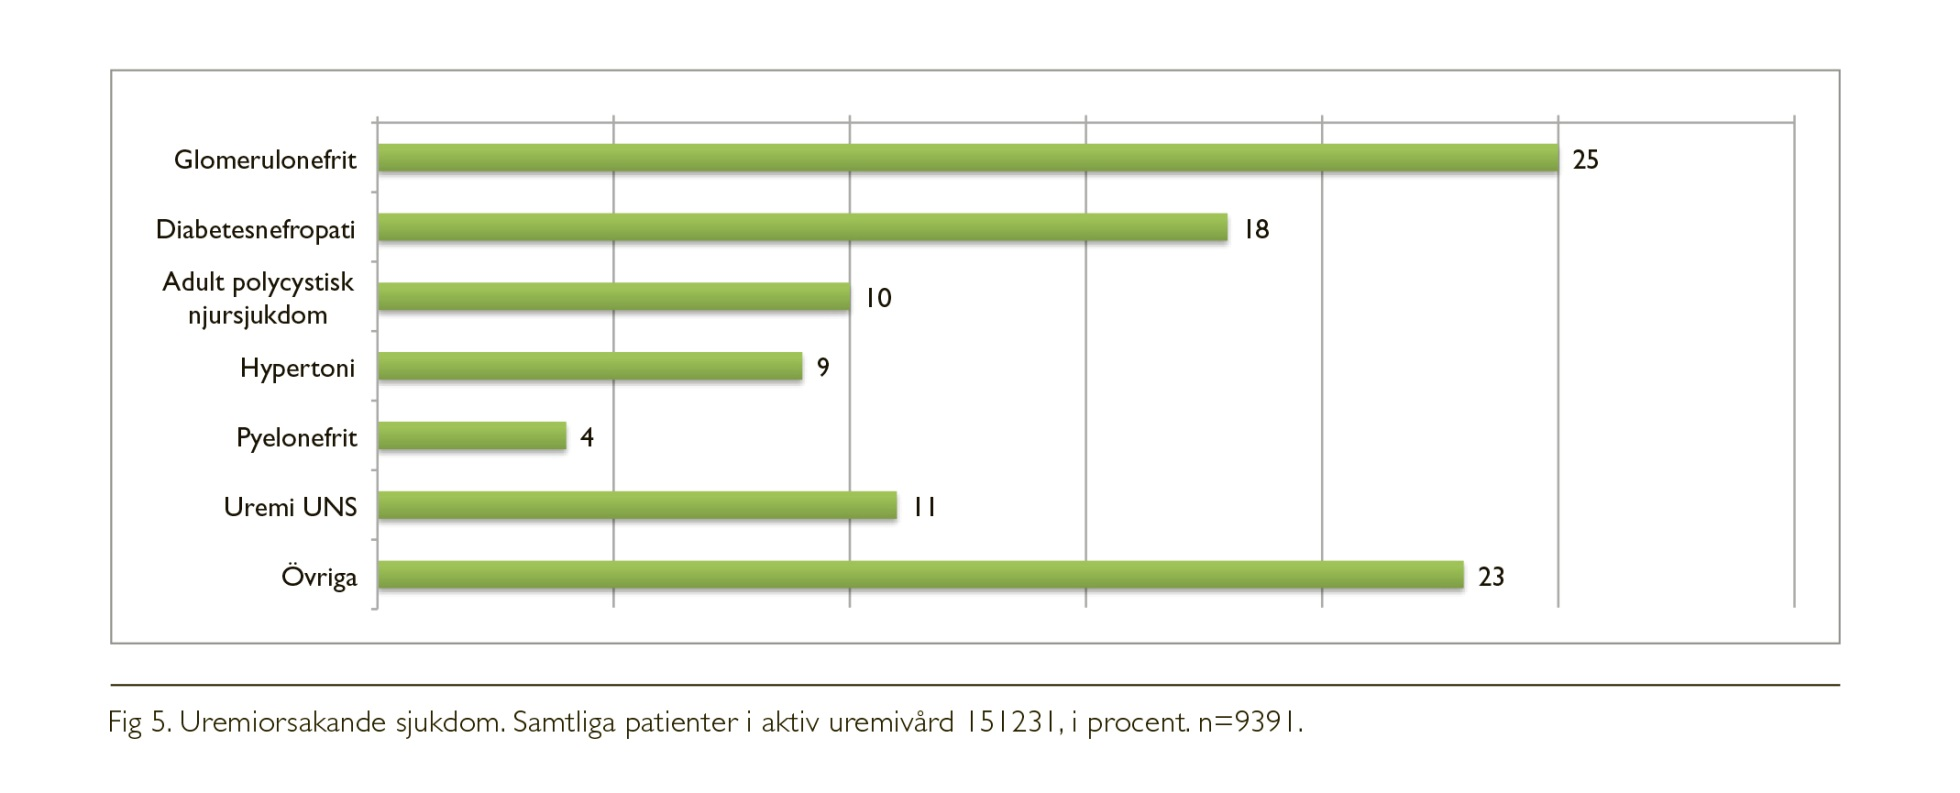 Glomerulonefrit 25
Diabetesnefropati 18
Adult polycystisk
njursjukdom 10
Hypertoni 9
Pyelonefrit 4
Uremi UNS 11
Övriga 23
Fig 5. Uremiorsakande sjukdom. Samtliga patienter i aktiv uremivård 151231, i procent. n=9391.